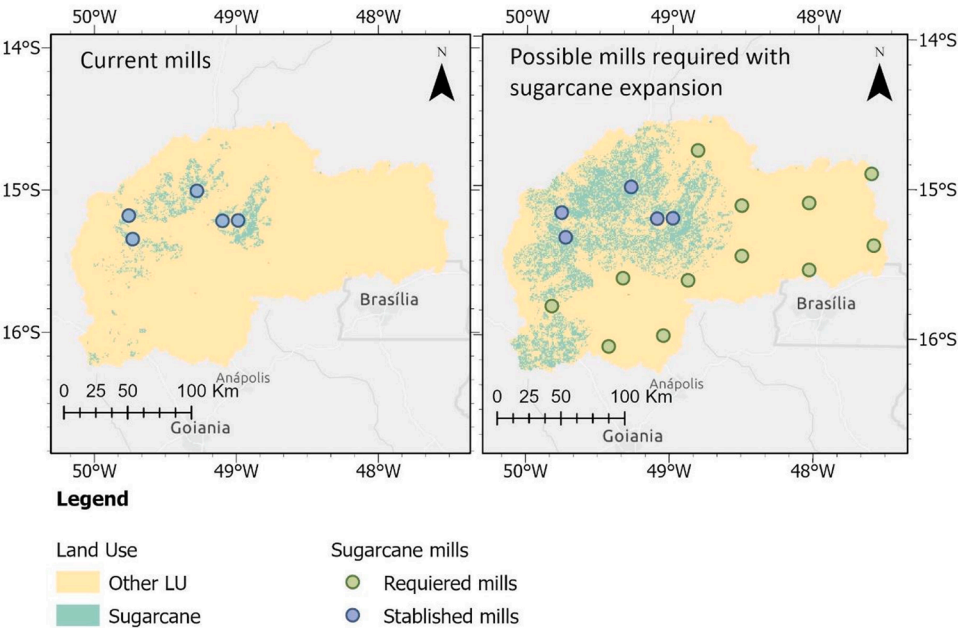 50°W 49°W 48°W 50°W 49°W 48°W
14°S 14°S
Current mills
N
Possible mills required with
sugarcane expansion
N
15°S 15°S 15°S
Brasília
Brasília
16°S 16°S 16°S
Anápolis
Anápolis
0 25 50 100 Km
0 25 50 100 Km
Goiania
Goiania
50°W 49°W 48°W 50°W 49°W 48°W
Legend
Land Use
Other LU
Sugarcane
Sugarcane mills
Requiered mills
Stablished mills